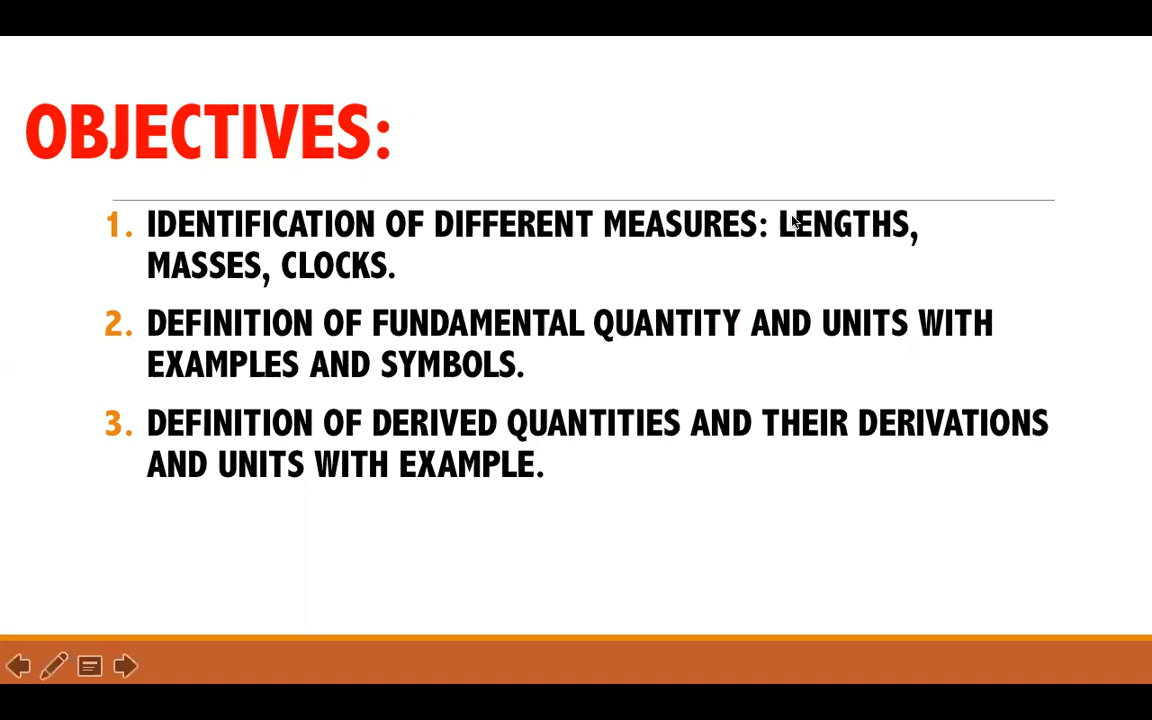 OBJECTIVES:
1. IDENTIFICATION OF DIFFERENT MEASURES: LENGTHS,
MASSES, CLOCKS.
2. DEFINITION OF FUNDAMENTAL QUANTITY AND UNITS WITH
EXAMPLES AND SYMBOLS.
3. DEFINITION OF DERIVED QUANTITIES AND THEIR DERIVATIONS
AND UNITS WITH EXAMPLE.